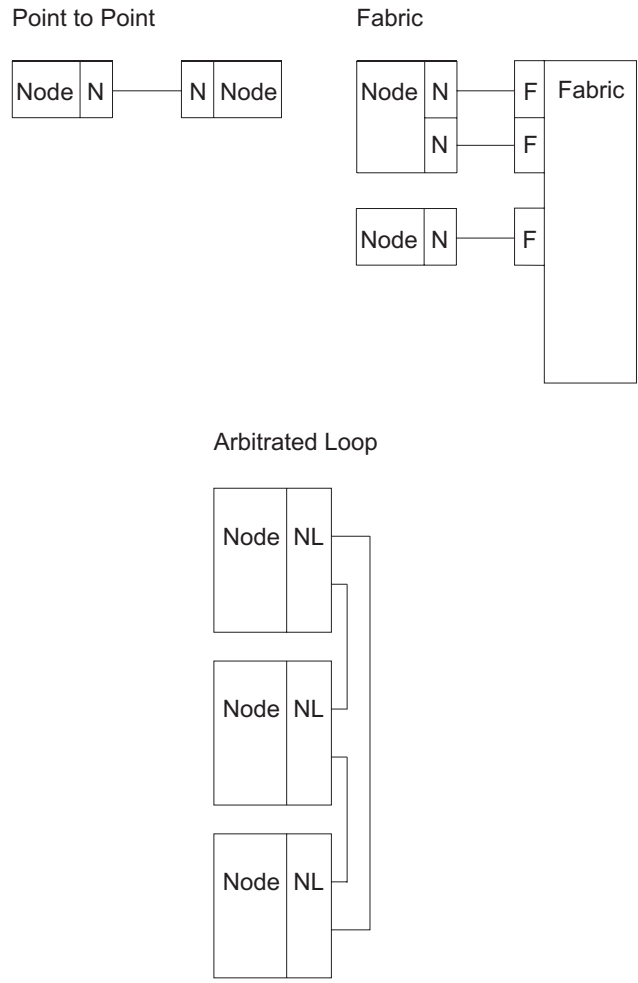 Point to Point
Node N N Node
Fabric
Node N F Fabric
N F
Node N F
Arbitrated Loop
Node NL
Node NL
Node NL